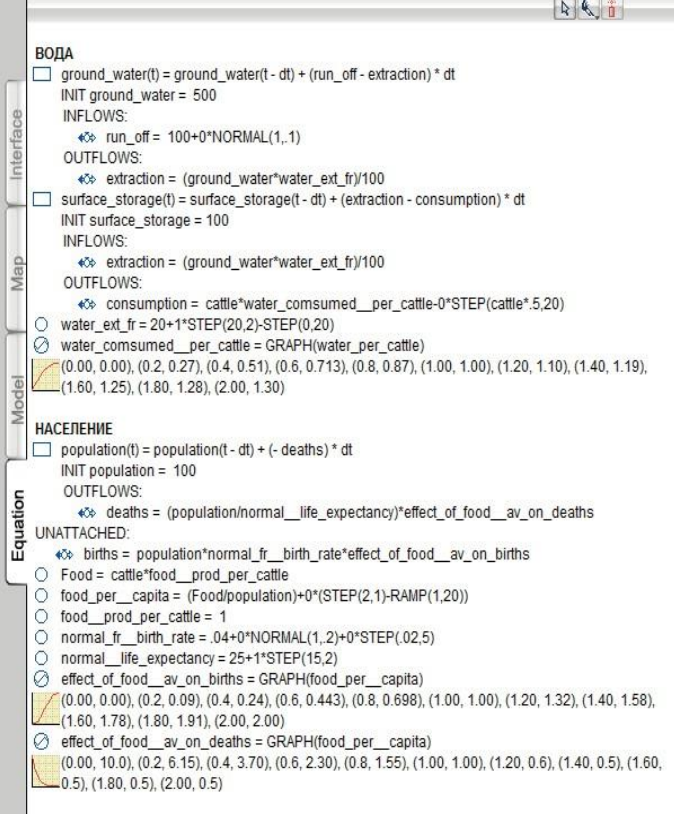 ВОДА
ground_water(t) = ground_water(t - dt) + (run_off - extraction) * dt
INIT ground_water = 500
INFLOWS:
run_off = 100+0*NORMAL(1,.1)
OUTFLOWS:
extraction = (ground_water*water_ext_fr)/100
surface_storage(t) = surface_storage(t - dt) + (extraction - consumption) * dt
INIT surface_storage = 100
INFLOWS:
extraction = (ground_water*water_ext_fr)/100
OUTFLOWS:
consumption = cattle*water_comsumed__per_cattle-0*STEP(cattle*.5,20)
water_ext_fr = 20+1*STEP(20,2)-STEP(0,20)
water_comsumed__per_cattle = GRAPH(water_per_cattle)
(0.00, 0.00), (0.2, 0.27), (0.4, 0.51), (0.6, 0.713), (0.8, 0.87), (1.00, 1.00), (1.20, 1.10), (1.40, 1.19),
(1.60, 1.25), (1.80, 1.28), (2.00, 1.30)
НАСЕЛЕНИЕ
population(t) = population(t - dt) + (- deaths) * dt
INIT population = 100
OUTFLOWS:
deaths = (population/normal__life_expectancy)*effect_of_food__av_on_deaths
UNATTACHED:
births = population*normal_fr__birth_rate*effect_of_food__av_on_births
Food = cattle*food__prod_per_cattle
food_per__capita = (Food/population)+0*(STEP(2,1)-RAMP(1,20))
food__prod_per_cattle = 1
normal_fr__birth_rate = .04+0*NORMAL(1,.2)+0*STEP(.02,5)
normal__life_expectancy = 25+1*STEP(15,2)
effect_of_food__av_on_births = GRAPH(food_per__capita)
(0.00, 0.00), (0.2, 0.09), (0.4, 0.24), (0.6, 0.443), (0.8, 0.698), (1.00, 1.00), (1.20, 1.32), (1.40, 1.58),
(1.60, 1.78), (1.80, 1.91), (2.00, 2.00)
effect_of_food__av_on_deaths = GRAPH(food_per__capita)
(0.00, 10.0), (0.2, 6.15), (0.4, 3.70), (0.6, 2.30), (0.8, 1.55), (1.00, 1.00), (1.20, 0.6), (1.40, 0.5), (1.60,
0.5), (1.80, 0.5), (2.00, 0.5)
Interface
Map
Model
Equation